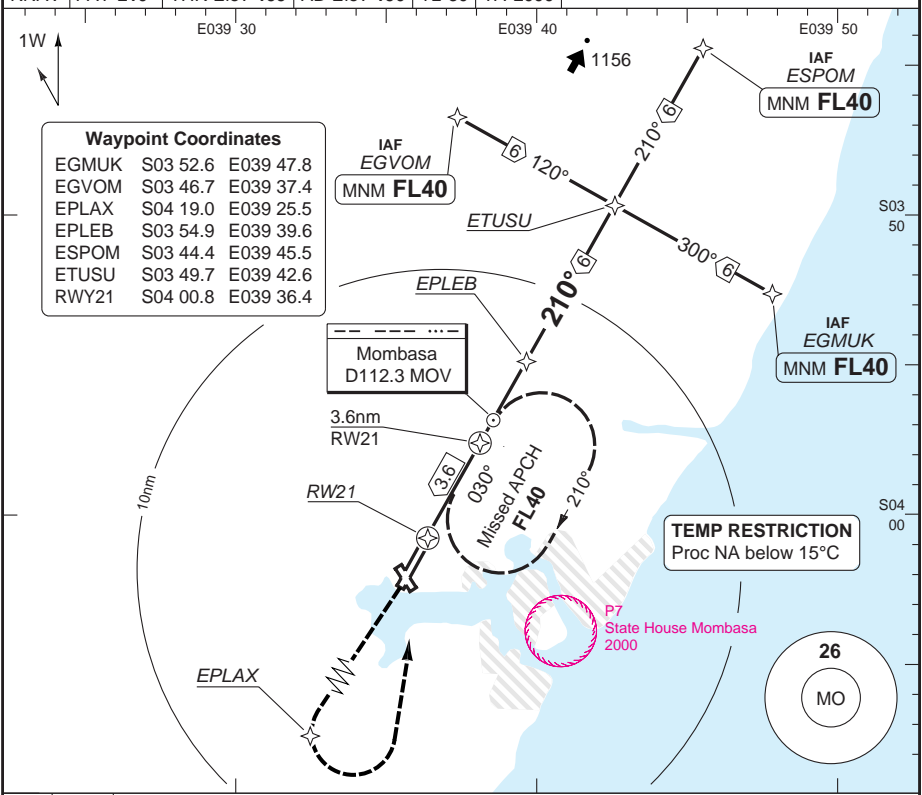 E039 30
E039 40
E039 50
1W
1156
IAF
ESPOM
MNM FL40
Waypoint Coordinates
EGMUK S03 52.6 E039 47.8
EGVOM S03 46.7 E039 37.4
EPLAX S04 19.0 E039 25.5
EPLEB S03 54.9 E039 39.6
ESPOM S03 44.4 E039 45.5
ETUSU S03 49.7 E039 42.6
RWY21 S04 00.8 E039 36.4
IAF
EGVOM
MNM FL40
6
120°
6
210°
ETUSU
S03
50
300°
6
6
210°
EPLEB
IAF
EGMUK
MNM FL40
Mombasa
D112.3 MOV
3.6nm
RW21
3.6
030°
Missed APCH
FL40
210°
10nm
RW21
S04
00
TEMP RESTRICTION
Proc NA below 15°C
P7
State House Mombasa
2000
EPLAX
26
MO